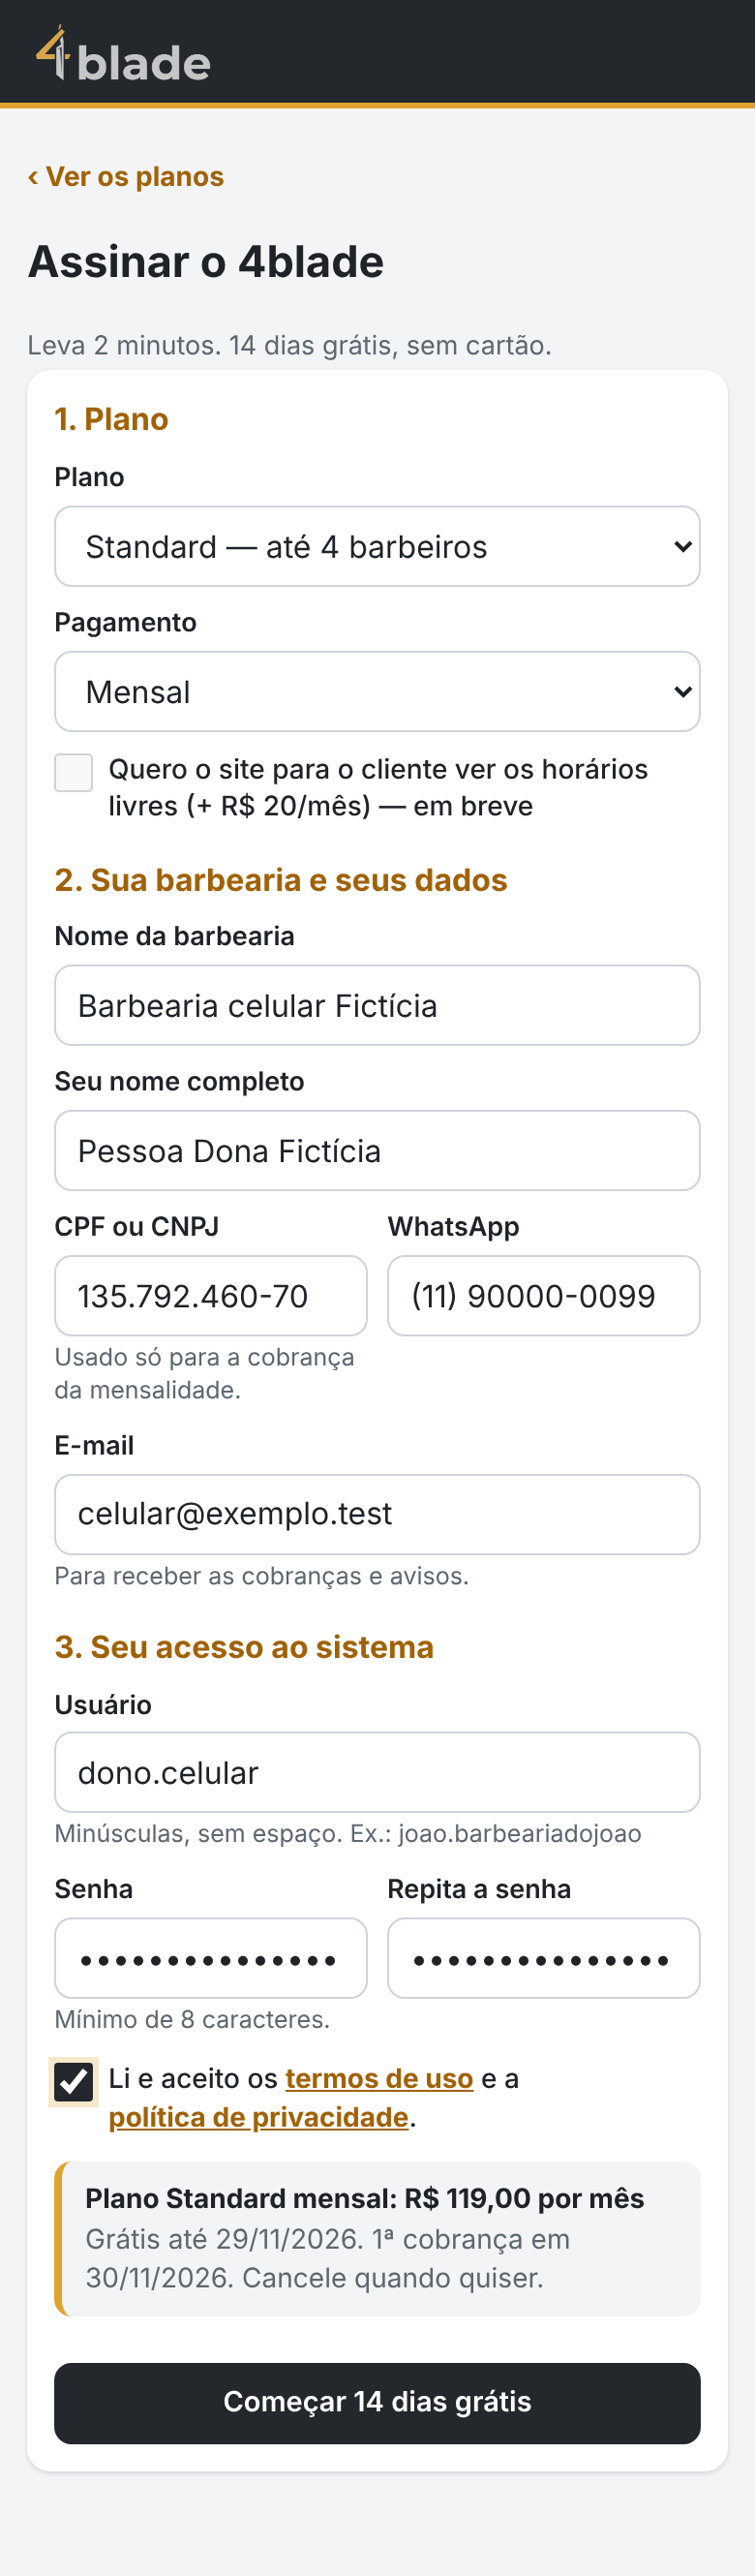 4blade
‹ Ver os planos
Assinar o 4blade
Leva 2 minutos. 14 dias grátis, sem cartão.
1. Plano
Plano
Standard — até 4 barbeiros
Pagamento
Mensal
Quero o site para o cliente ver os horários
livres (+ R$ 20/mês) — em breve
2. Sua barbearia e seus dados
Nome da barbearia
Barbearia celular Fictícia
Seu nome completo
Pessoa Dona Fictícia
CPF ou CNPJ
135.792.460-70
Usado só para a cobrança
da mensalidade.
WhatsApp
(11) 90000-0099
E-mail
celular@exemplo.test
Para receber as cobranças e avisos.
3. Seu acesso ao sistema
Usuário
dono.celular
Minúsculas, sem espaço. Ex.: joao.barbeariadojoao
Senha
•••••••••••••••
Mínimo de 8 caracteres.
Repita a senha
•••••••••••••••
Li e aceito os termos de uso e a
política de privacidade.
Plano Standard mensal: R$ 119,00 por mês
Grátis até 29/11/2026. 1ª cobrança em
30/11/2026. Cancele quando quiser.
Começar 14 dias grátis